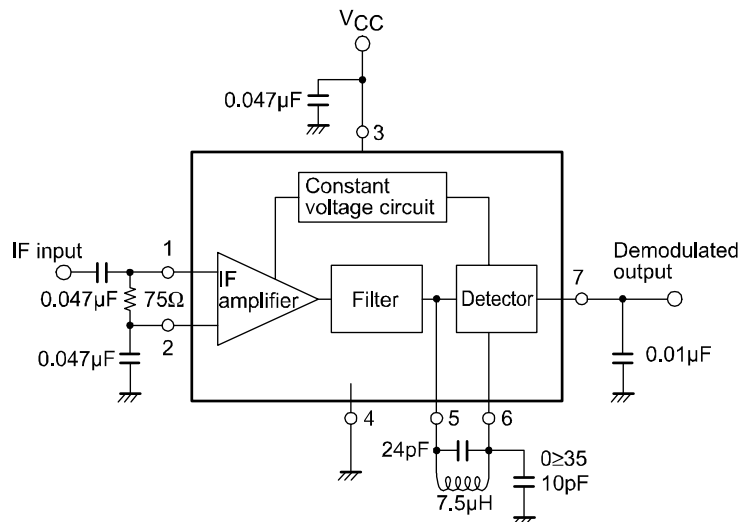 VCC
0.047µF
3
Constant
voltage circuit
IF input
1
Demodulated
output
7
IF
amplifier
Filter
Detector
0.047µF
75Ω
2
0.047µF
0.01µF
4
5
6
24pF
0≥35
10pF
7.5µH